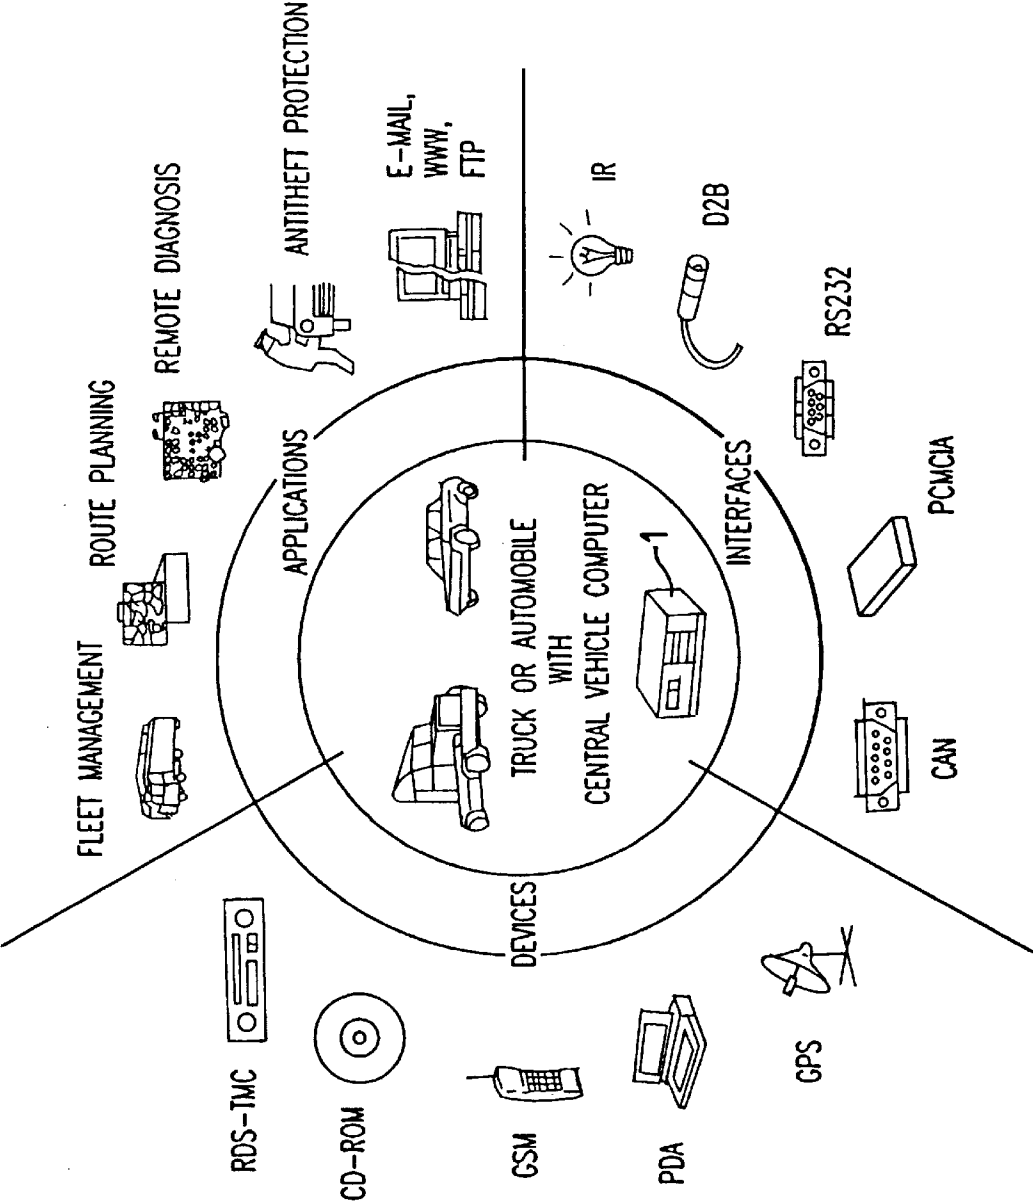 FLEET MANAGEMENT
ROUTE PLANNING
REMOTE DIAGNOSIS
ANTITHEFT PROTECTION
E-MAIL,
WWW,
FTP
APPLICATIONS
RDS-TMC
CD-ROM
GSM
PDA
GPS
DEVICES
TRUCK OR AUTOMOBILE
WITH
CENTRAL VEHICLE COMPUTER
1
INTERFACES
IR
D2B
RS232
PCMCIA
CAN